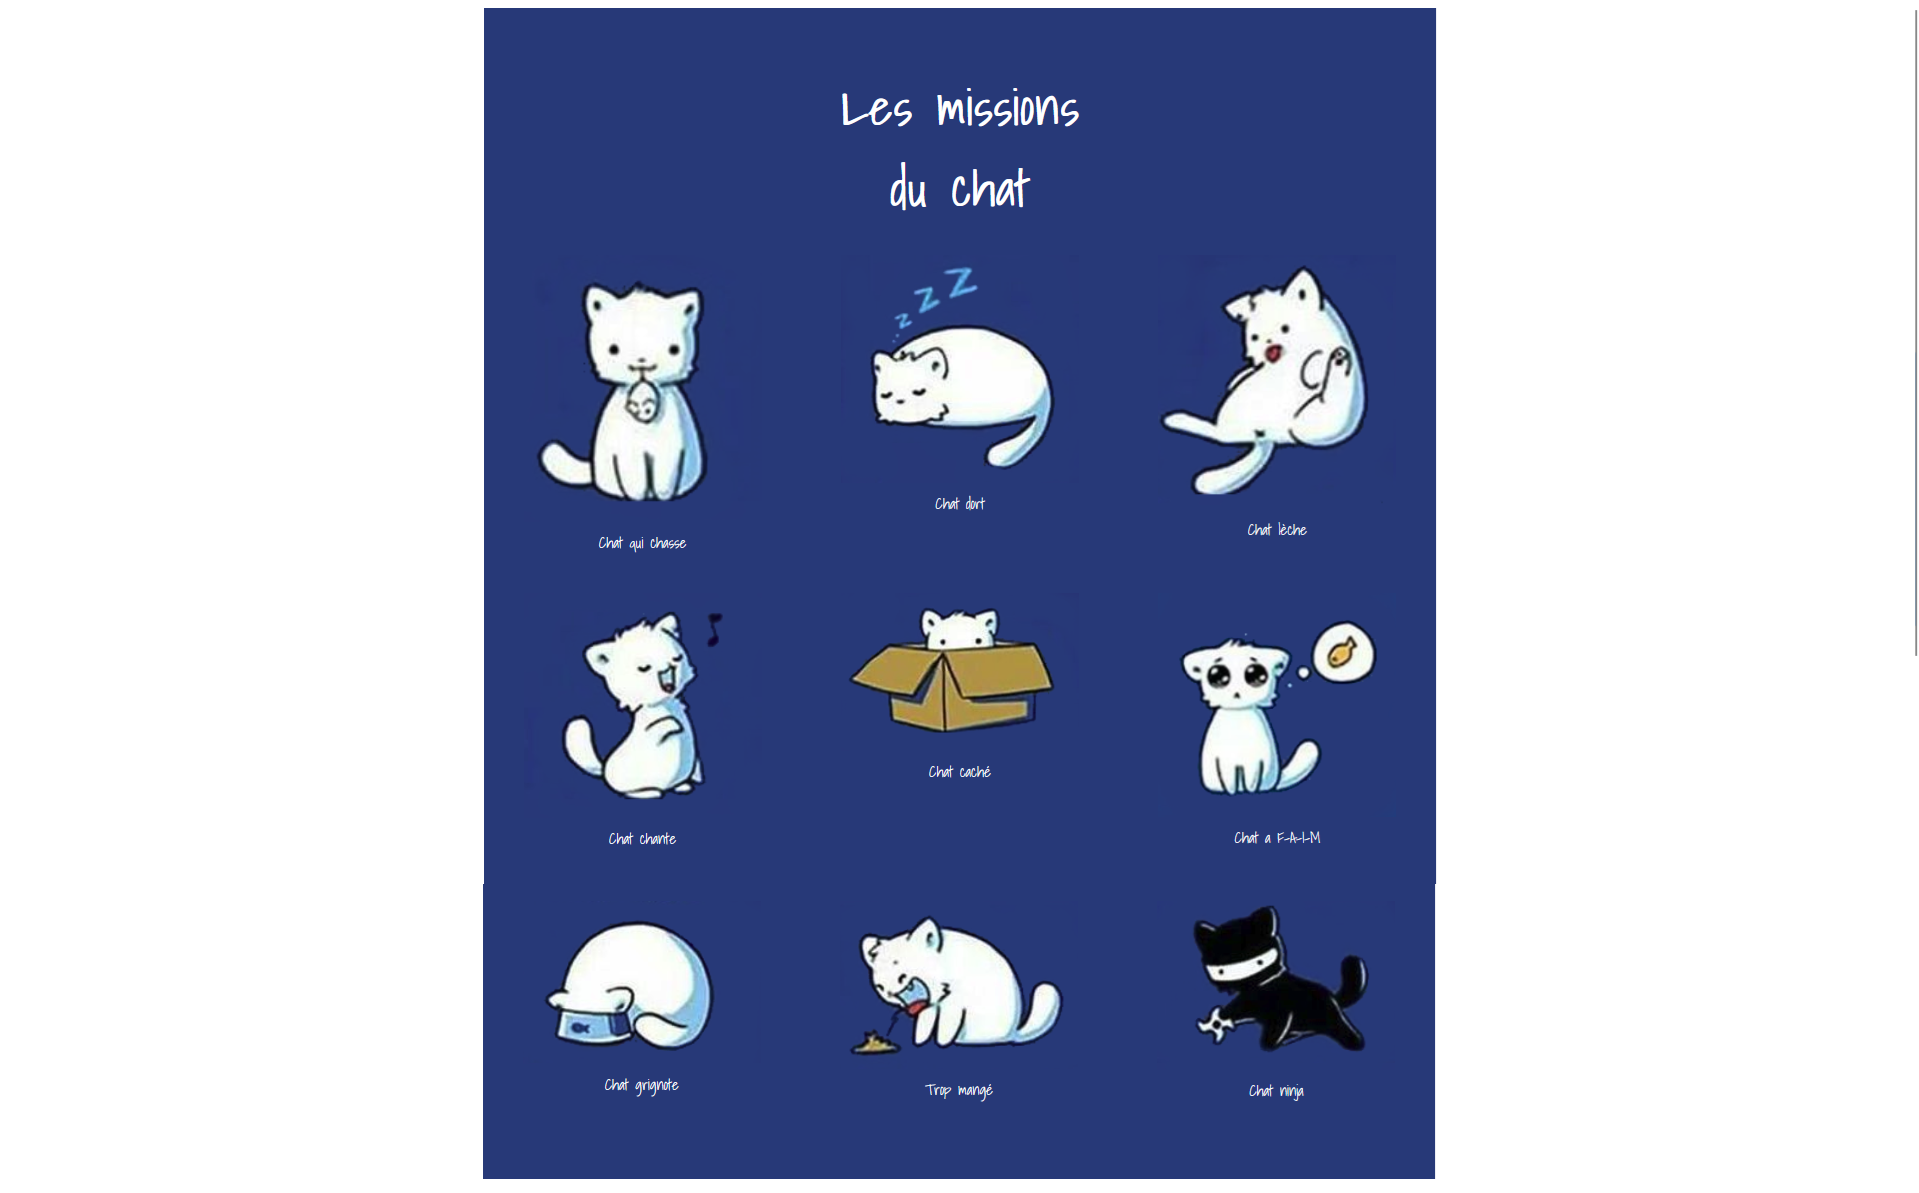 Les missions
du chat
z z Z
Chat qui chasse
Chat dort
Chat lèche
Chat chante
Chat caché
Chat a F-A-I-M
Chat grignote
Trop mangé
Chat ninja